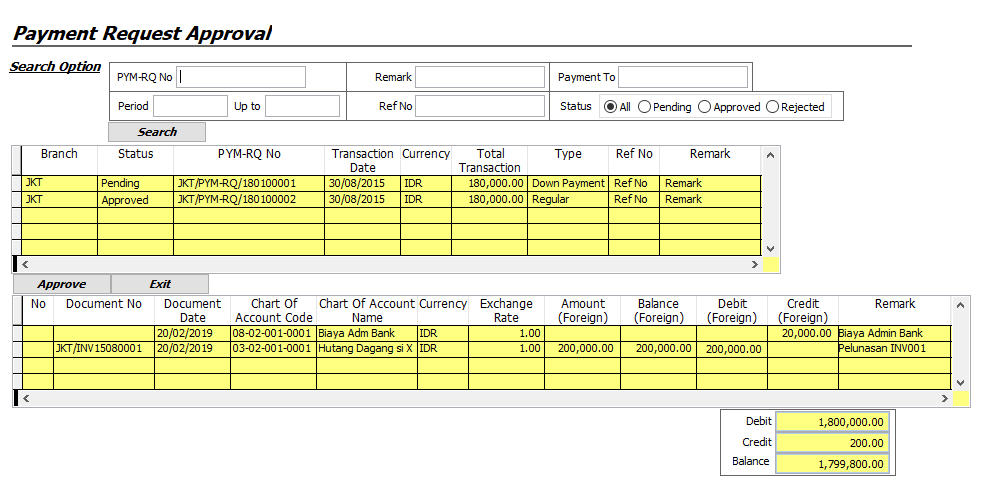 Payment Request Approval
Search Option
PYM-RQ No Remark Payment To
Period Up to Ref No Status All Pending Approved Rejected
Search
Branch Status PYM-RQ No Transaction Date Currency Total Transaction Type Ref No Remark
JKT Pending JKT/PYM-RQ/180100001 30/08/2015 IDR 180,000.00 Down Payment Ref No Remark
JKT Approved JKT/PYM-RQ/180100002 30/08/2015 IDR 180,000.00 Regular Ref No Remark
Approve Exit
No Document No Document Date Chart Of Account Code Chart Of Account Name Currency Exchange Rate Amount (Foreign) Balance (Foreign) Debit (Foreign) Credit (Foreign) Remark
20/02/2019 08-02-001-0001 Biaya Adm Bank IDR 1.00 20,000.00 Biaya Admin Bank
JKT/INV15080001 20/02/2019 03-02-001-0001 Hutang Dagang si X IDR 1.00 200,000.00 200,000.00 200,000.00 Pelunasan INV001
Debit 1,800,000.00
Credit 200.00
Balance 1,799,800.00